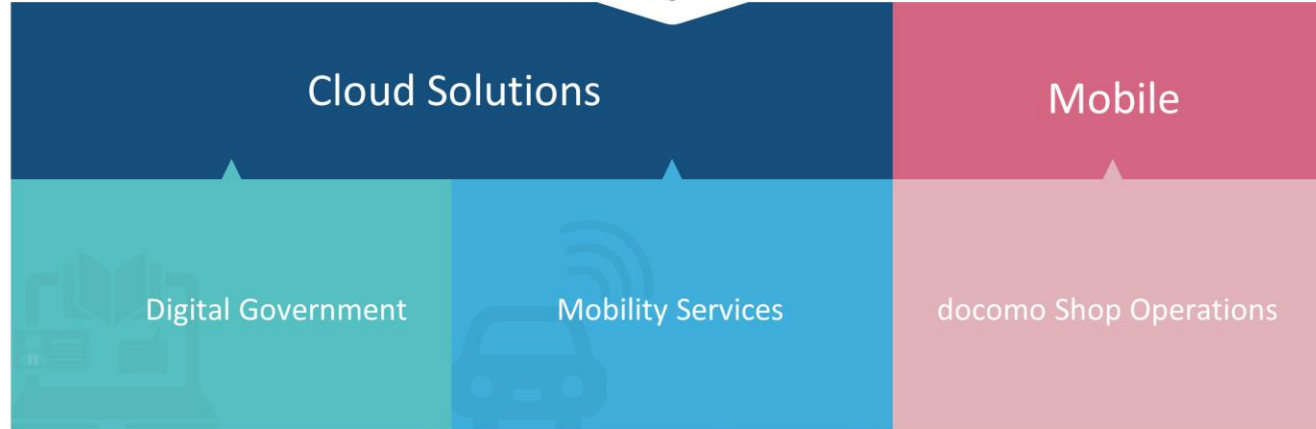 Cloud Solutions
Mobile
Digital Government
Mobility Services
docomo Shop Operations